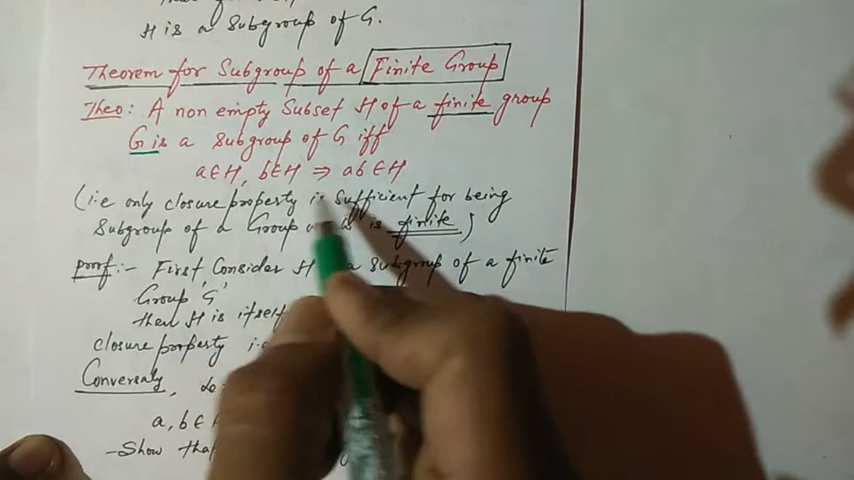 H is a Subgroup of G.
Theorem for Subgroup of a Finite Group
Theo: A non empty Subset H of a finite group
G is a subgroup of G iff
a∈H, b∈H ⇒ ab∈H
(i.e only closure property is Sufficient for being
Subgroup of a Group is finite)
proof:- First Consider H a subgroup of a finite
Group 'G'
then H is itself
closure property i.e
Conversely,
a, b ∈
Show that